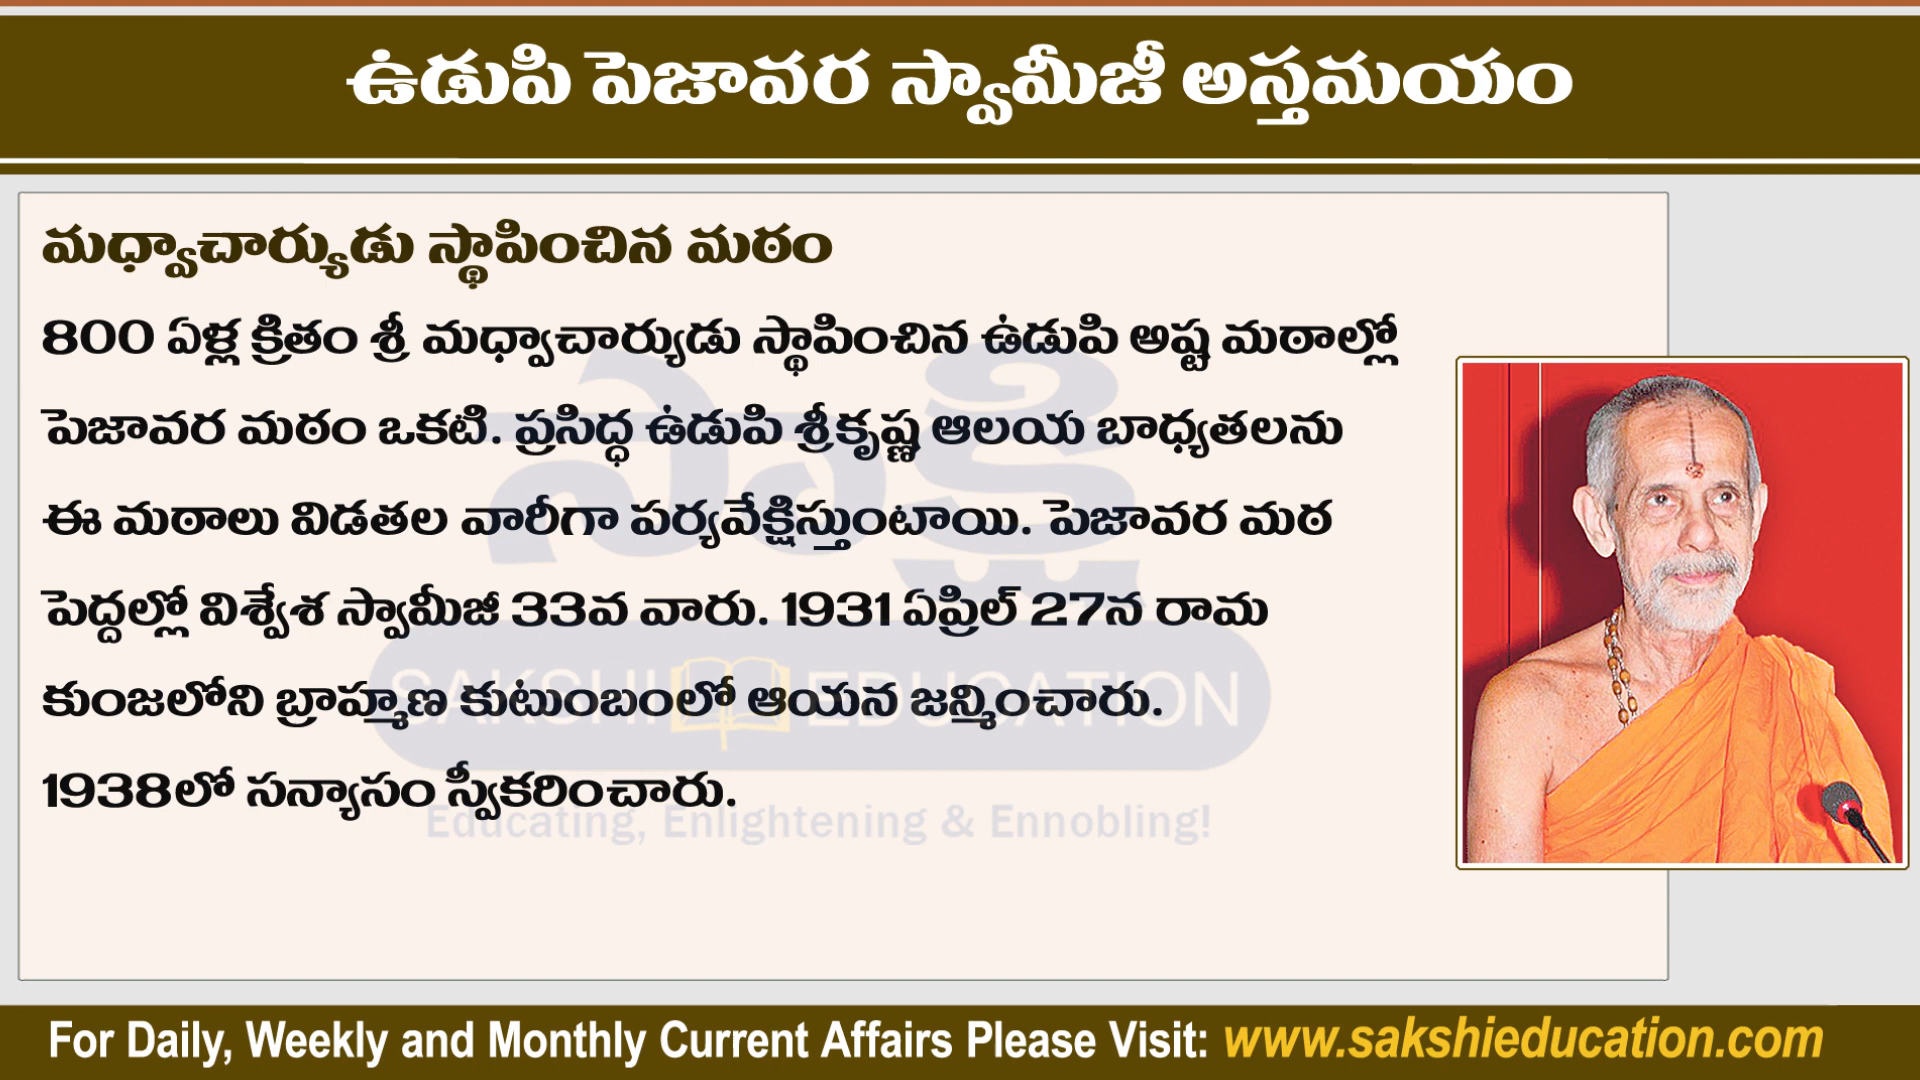 ఉడుపి పెజావర స్వామీజీ అస్తమయం
మధ్వాచార్యుడు స్థాపించిన మఠం
800 ఏళ్ల క్రితం శ్రీ మధ్వాచార్యుడు స్థాపించిన ఉడుపి అష్ట మఠాల్లో
పెజావర మఠం ఒకటి. ప్రసిద్ధ ఉడుపి శ్రీకృష్ణ ఆలయ బాధ్యతలను
ఈ మఠాలు విడతల వారీగా పర్యవేక్షిస్తుంటాయి. పెజావర మఠ
పెద్దల్లో విశ్వేశ స్వామీజీ 33వ వారు. 1931 ఏప్రిల్ 27న రామ
కుంజలోని బ్రాహ్మణ కుటుంబంలో ఆయన జన్మించారు.
1938లో సన్యాసం స్వీకరించారు.
సాక్షి
SAKSHI EDUCATION
Educating, Enlightening & Ennobling!
For Daily, Weekly and Monthly Current Affairs Please Visit: www.sakshieducation.com